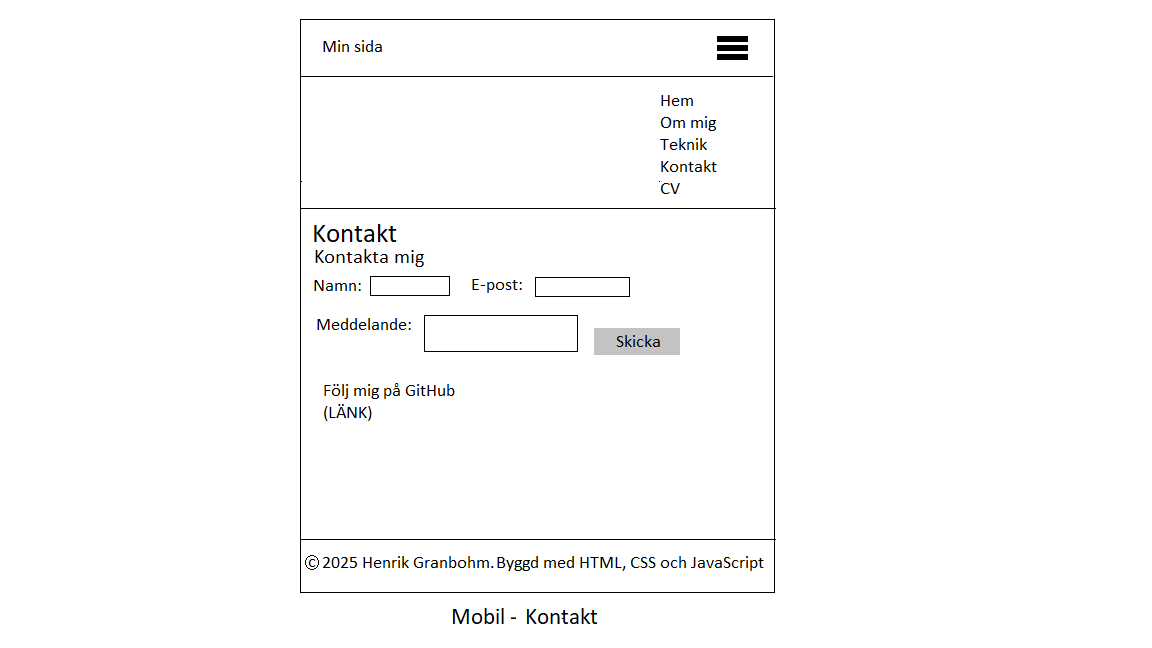 Min sida
Hem
Om mig
Teknik
Kontakt
CV
Kontakt
Kontakta mig
Namn: E-post:
Meddelande: Skicka
Följ mig på GitHub
(LÄNK)
© 2025 Henrik Granbohm. Byggd med HTML, CSS och JavaScript
Mobil - Kontakt